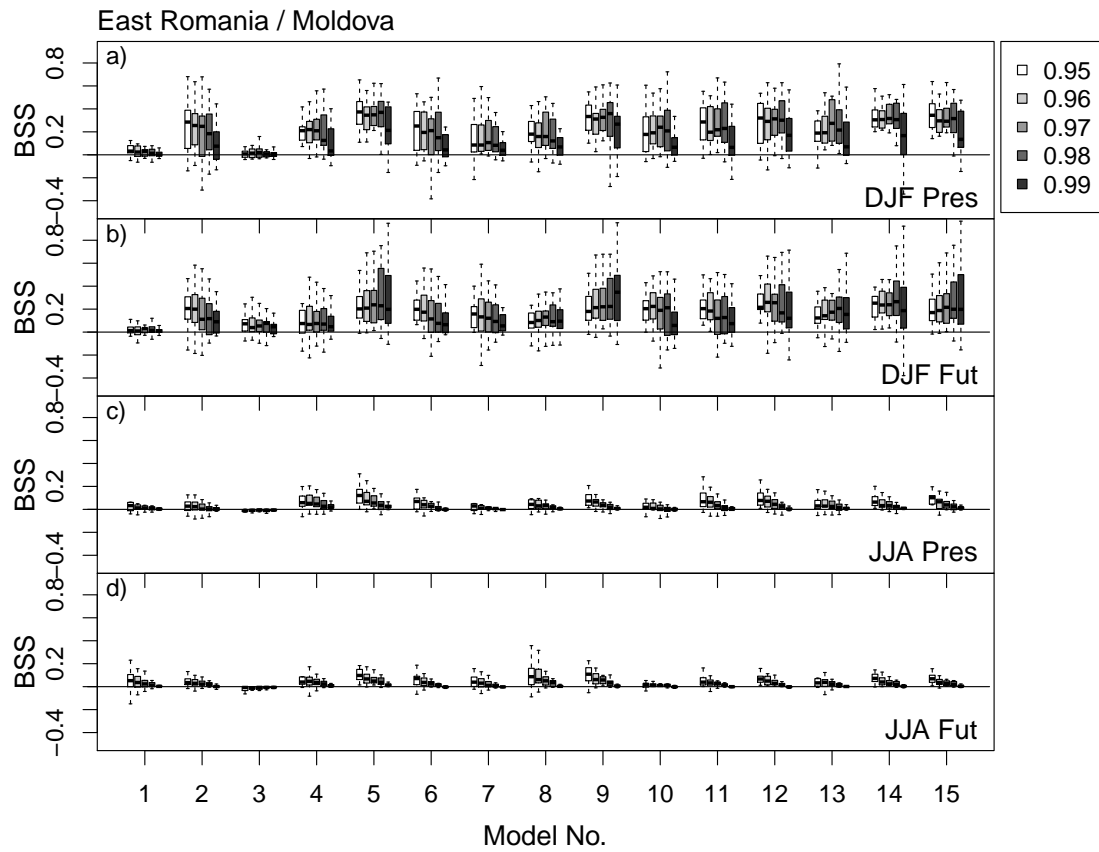 East Romania / Moldova
a)
BSS
0.8
0.2
−0.4
DJF Pres
0.95
0.96
0.97
0.98
0.99
b)
BSS
0.8
0.2
−0.4
DJF Fut
c)
BSS
0.8
0.2
−0.4
JJA Pres
d)
BSS
0.8
0.2
−0.4
JJA Fut
1 2 3 4 5 6 7 8 9 10 11 12 13 14 15
Model No.